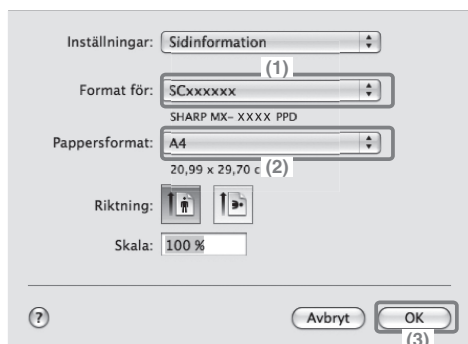 Inställningar: Sidinformation
(1)
Format för: SCxxxxxx
SHARP MX- XXXX PPD
Pappersformat: A4
20,99 x 29,70 c (2)
Riktning:
Skala: 100 %
? Avbryt OK
(3)